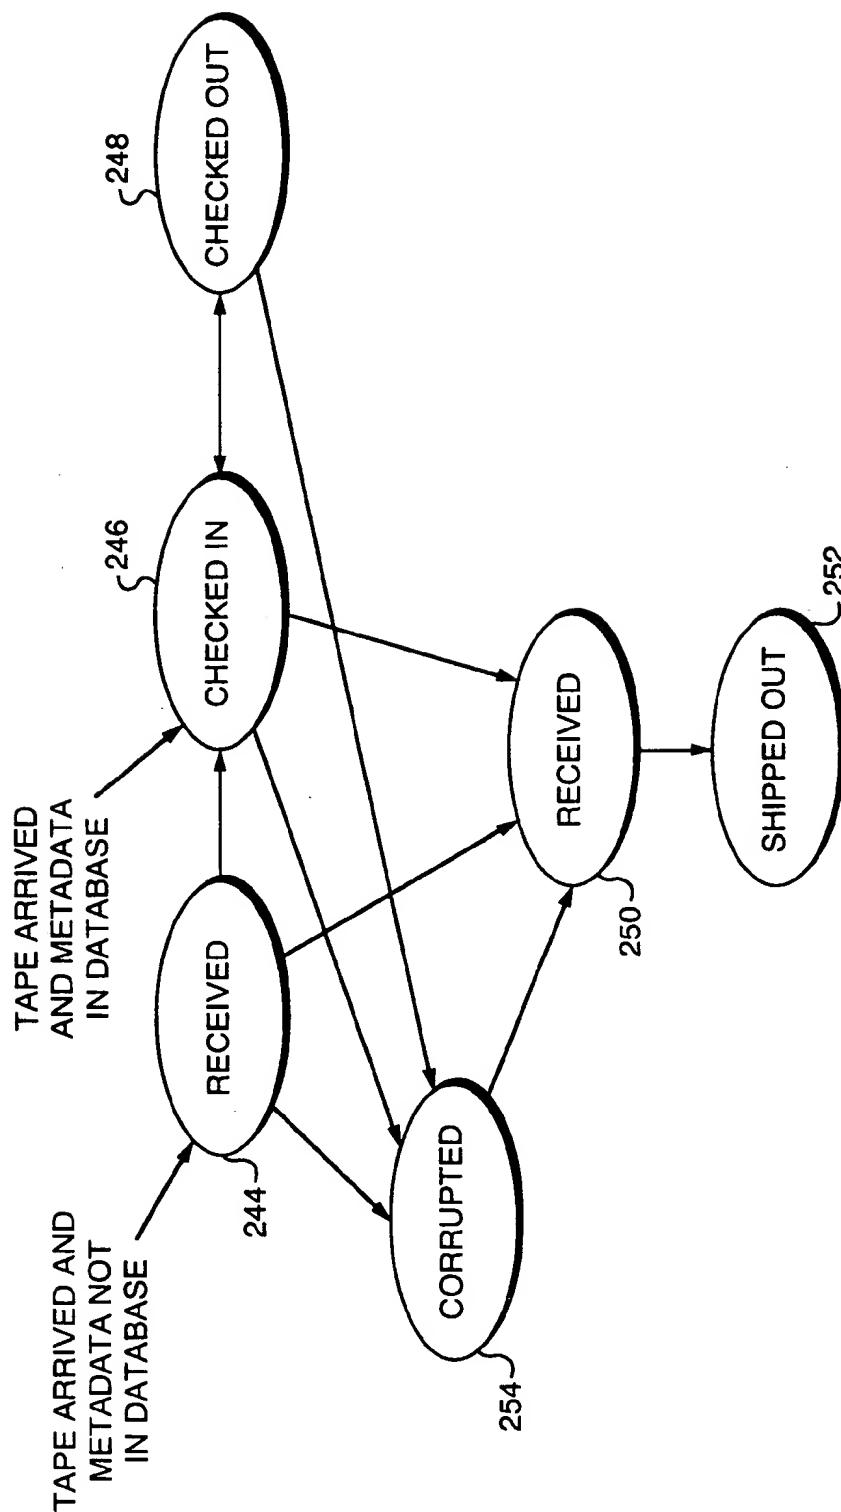 TAPE ARRIVED AND
METADATA NOT
IN DATABASE
TAPE ARRIVED
AND METADATA
IN DATABASE
244
RECEIVED
246
CHECKED IN
248
CHECKED OUT
254
CORRUPTED
250
RECEIVED
252
SHIPPED OUT